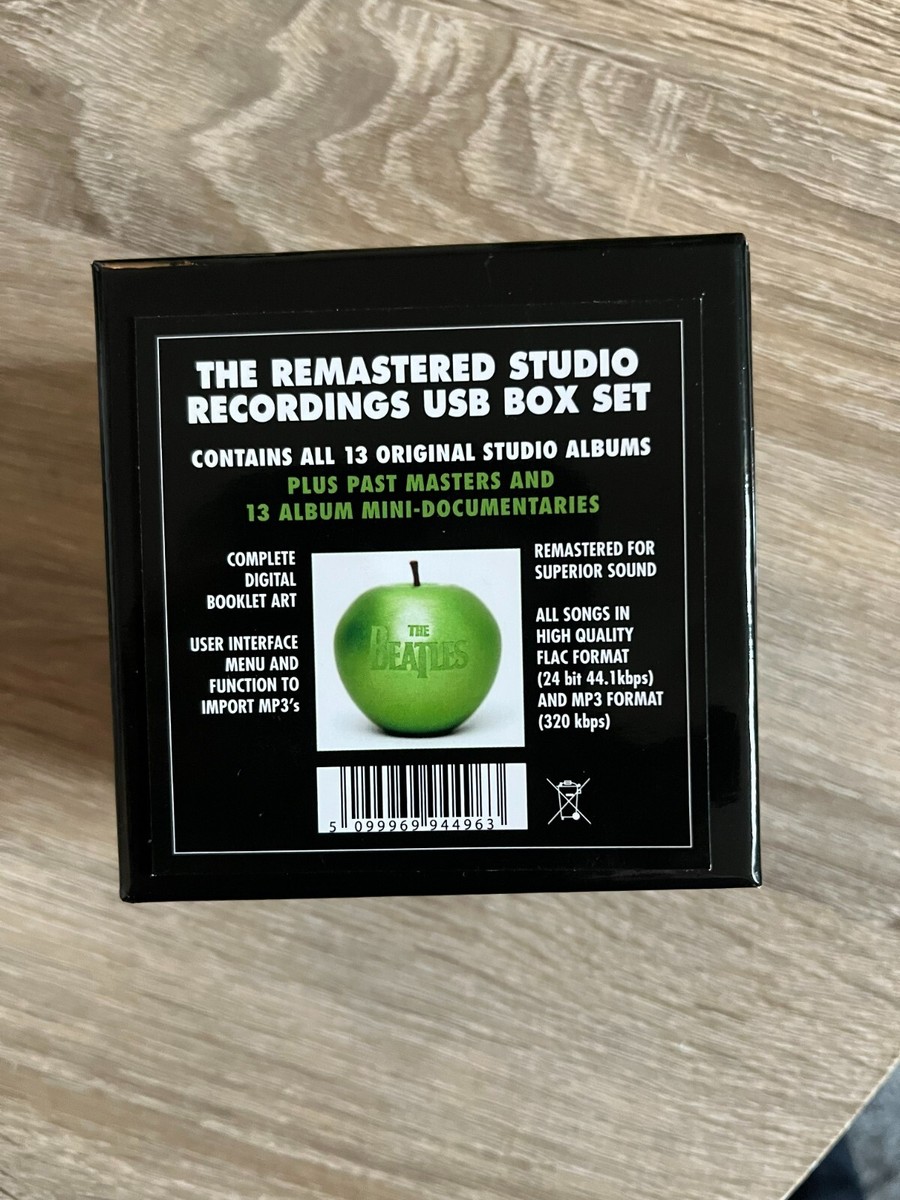 THE REMASTERED STUDIO
RECORDINGS USB BOX SET
CONTAINS ALL 13 ORIGINAL STUDIO ALBUMS
PLUS PAST MASTERS AND
13 ALBUM MINI-DOCUMENTARIES
COMPLETE
DIGITAL
BOOKLET ART
USER INTERFACE
MENU AND
FUNCTION TO
IMPORT MP3's
THE
BEATLES
REMASTERED FOR
SUPERIOR SOUND
ALL SONGS IN
HIGH QUALITY
FLAC FORMAT
(24 bit 44.1kbps)
AND MP3 FORMAT
(320 kbps)
5 099969 944963